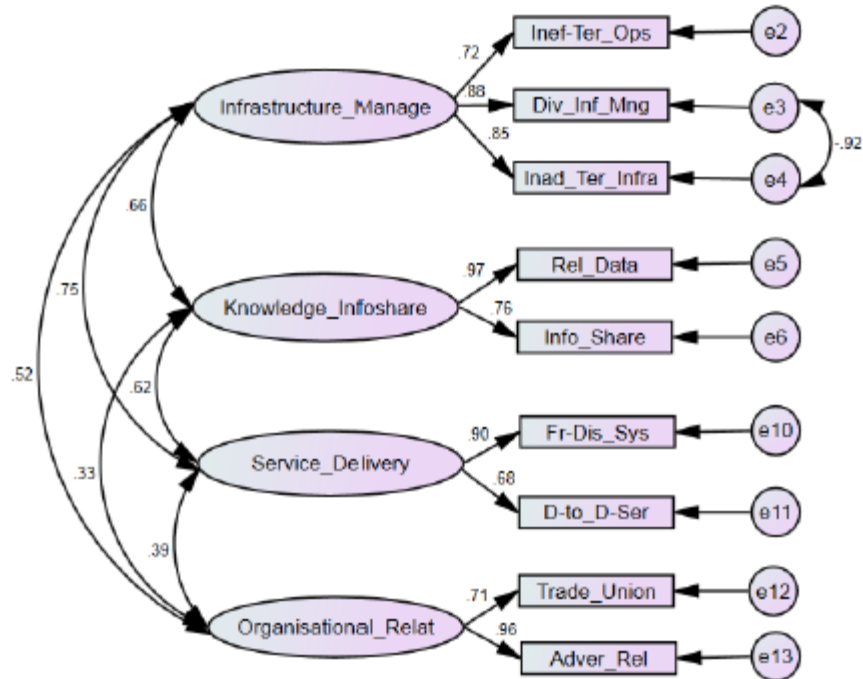 Inef-Ter_Ops
e2
.72
Infrastructure_Manage
.88
Div_Inf_Mng
e3
-.92
.85
Inad_Ter_Infra
e4
.66
.97
Rel_Data
e5
.75
Knowledge_Infoshare
.76
Info_Share
e6
.52
.62
.90
Fr-Dis_Sys
e10
.33
Service_Delivery
.68
D-to_D-Ser
e11
.39
.71
Trade_Union
e12
Organisational_Relat
.96
Adver_Rel
e13